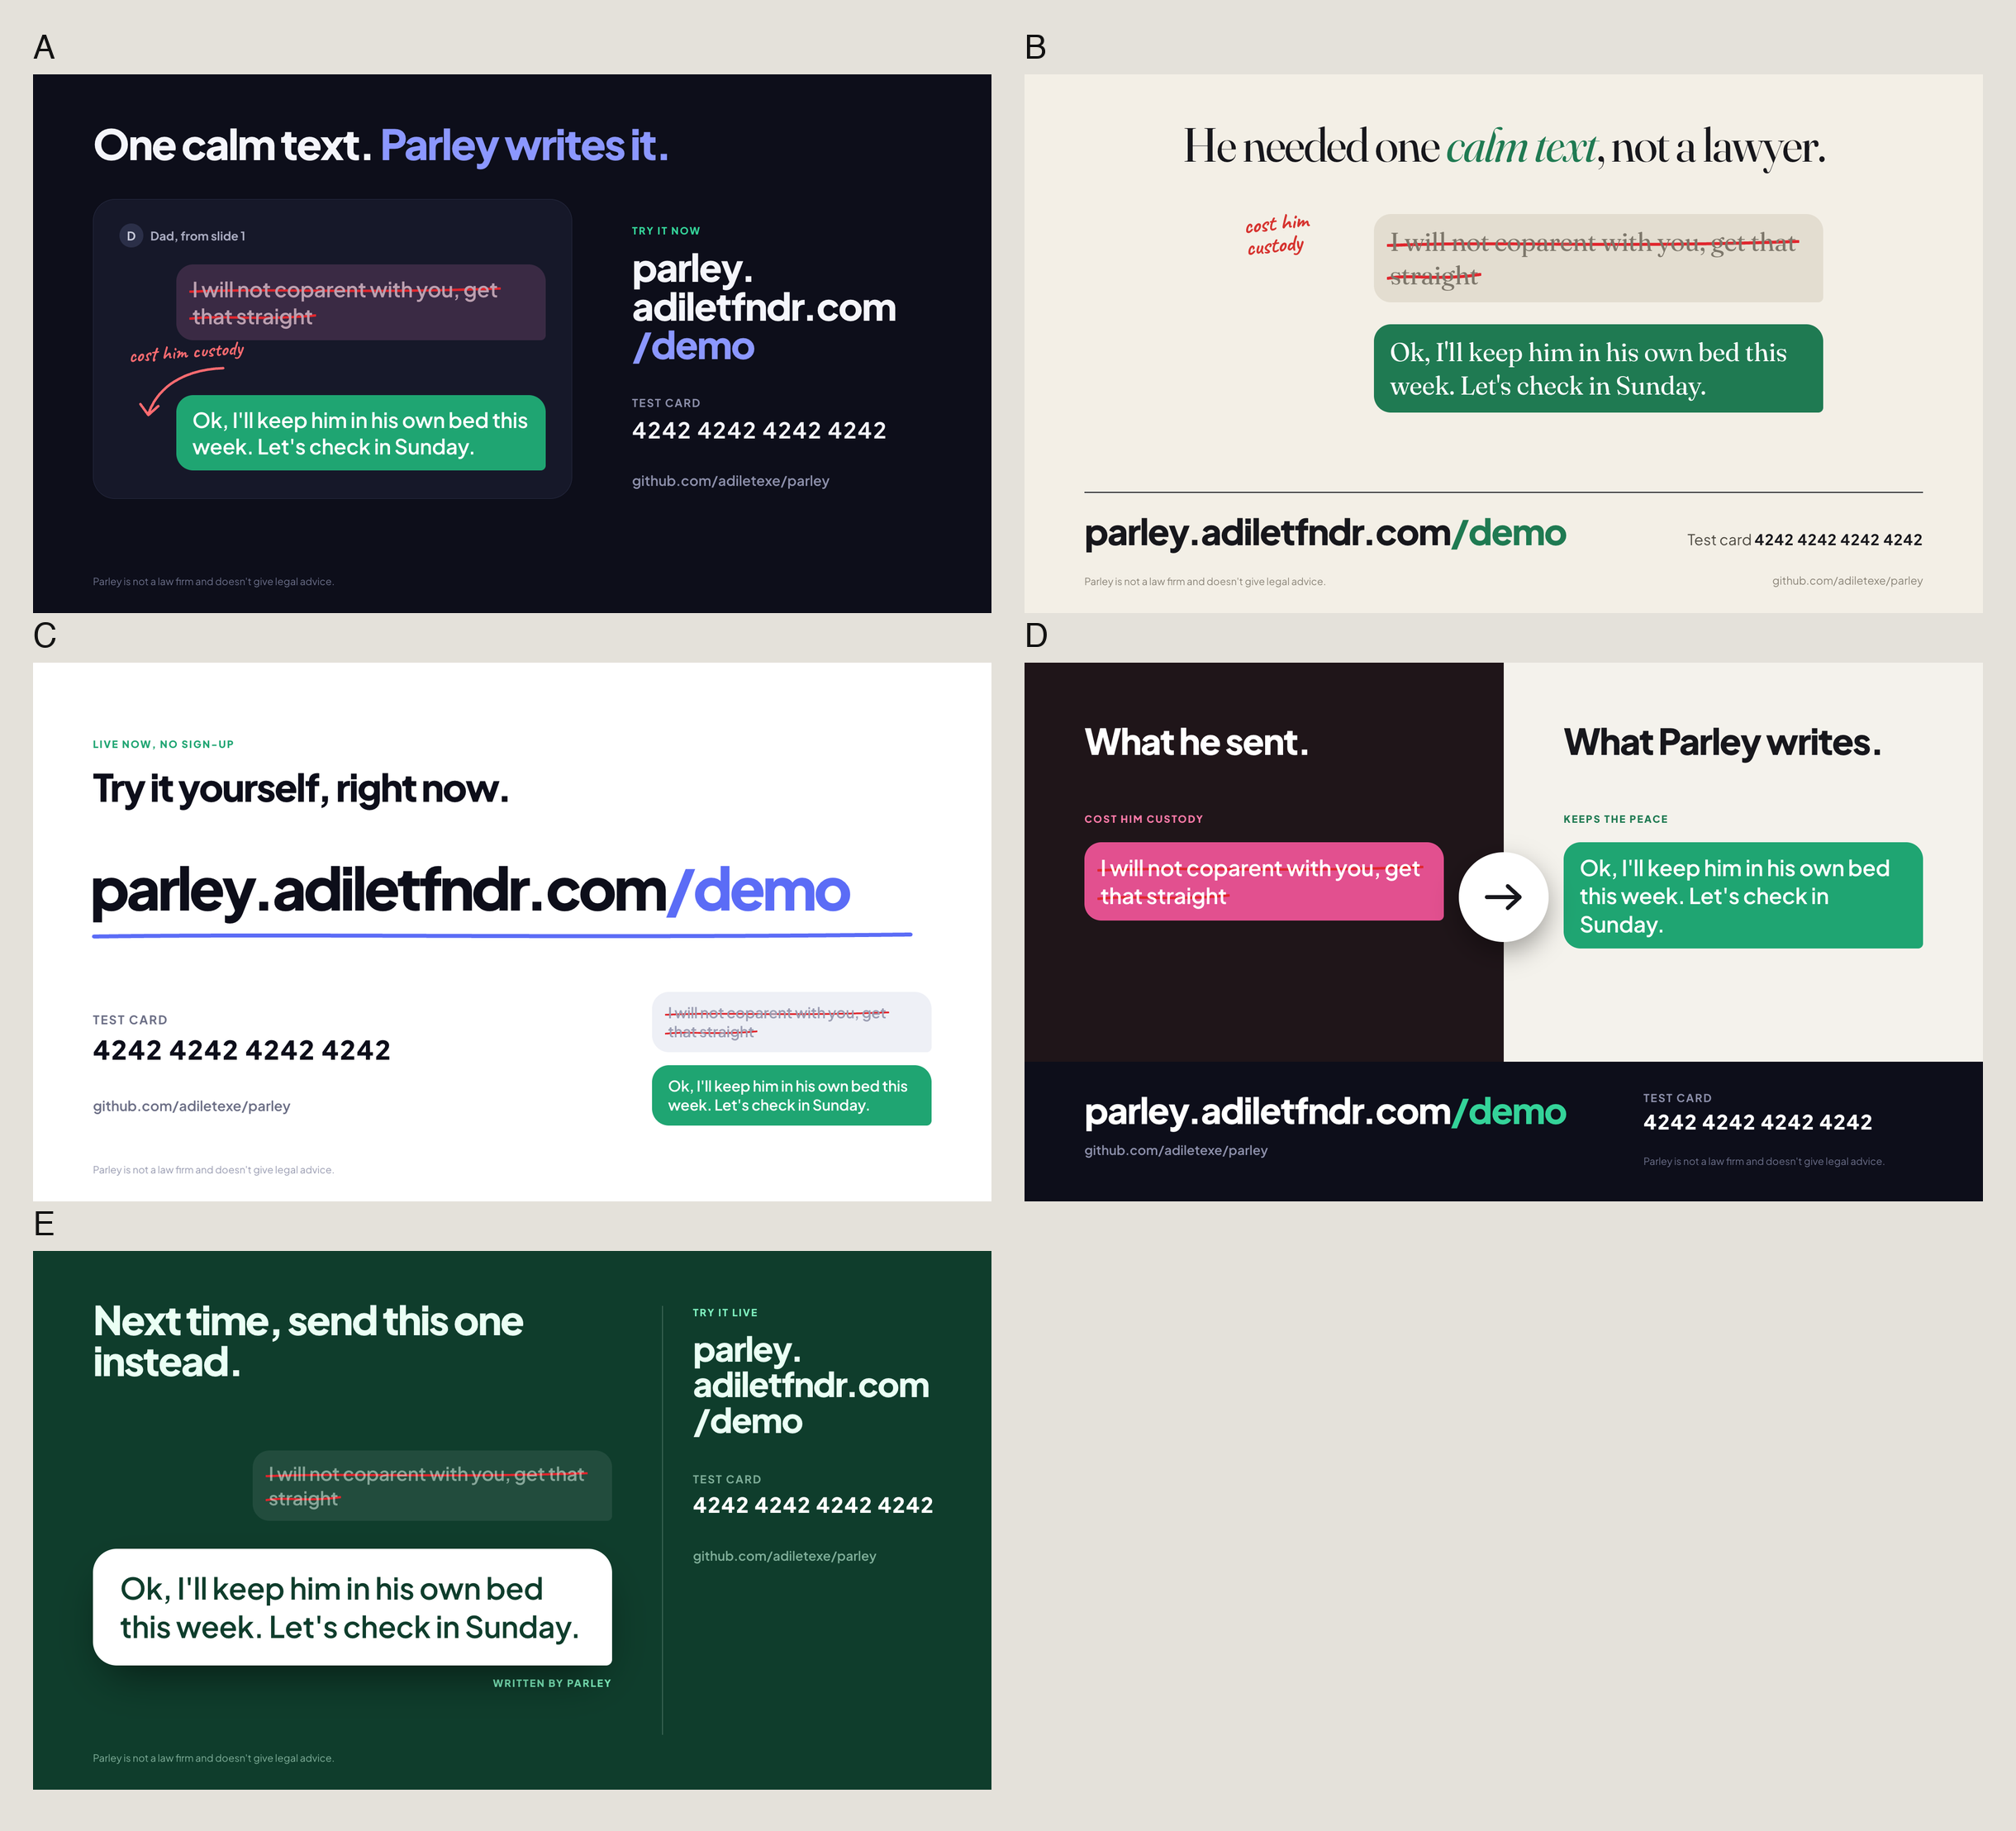 A
One calm text. Parley writes it.
D Dad, from slide 1
I will not coparent with you, get
that straight
cost him custody
Ok, I'll keep him in his own bed this
week. Let's check in Sunday.
TRY IT NOW
parley.
adiletfndr.com
/demo
TEST CARD
4242 4242 4242 4242
github.com/adiletexe/parley
Parley is not a law firm and doesn't give legal advice.
B
He needed one calm text, not a lawyer.
cost him
custody
I will not coparent with you, get that
straight
Ok, I'll keep him in his own bed this
week. Let's check in Sunday.
parley.adiletfndr.com/demo
Test card 4242 4242 4242 4242
Parley is not a law firm and doesn't give legal advice.
github.com/adiletexe/parley
C
LIVE NOW, NO SIGN-UP
Try it yourself, right now.
parley.adiletfndr.com/demo
TEST CARD
4242 4242 4242 4242
github.com/adiletexe/parley
I will not coparent with you, get
that straight
Ok, I'll keep him in his own bed this
week. Let's check in Sunday.
Parley is not a law firm and doesn't give legal advice.
D
What he sent.
COST HIM CUSTODY
I will not coparent with you, get
that straight
What Parley writes.
KEEPS THE PEACE
Ok, I'll keep him in his own bed
this week. Let's check in
Sunday.
parley.adiletfndr.com/demo
github.com/adiletexe/parley
TEST CARD
4242 4242 4242 4242
Parley is not a law firm and doesn't give legal advice.
E
Next time, send this one
instead.
I will not coparent with you, get that
straight
Ok, I'll keep him in his own bed
this week. Let's check in Sunday.
WRITTEN BY PARLEY
TRY IT LIVE
parley.
adiletfndr.com
/demo
TEST CARD
4242 4242 4242 4242
github.com/adiletexe/parley
Parley is not a law firm and doesn't give legal advice.